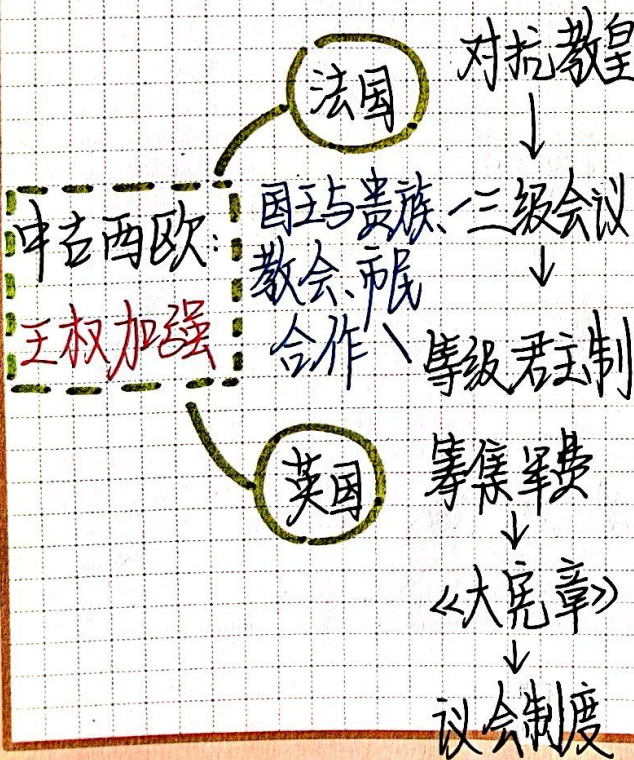 法国
对抗教皇
↓
中古西欧:
王权加强
国王与贵族、
教会、市民
合作
三级会议
↓
等级君主制
英国
筹集军费
↓
《大宪章》
↓
议会制度